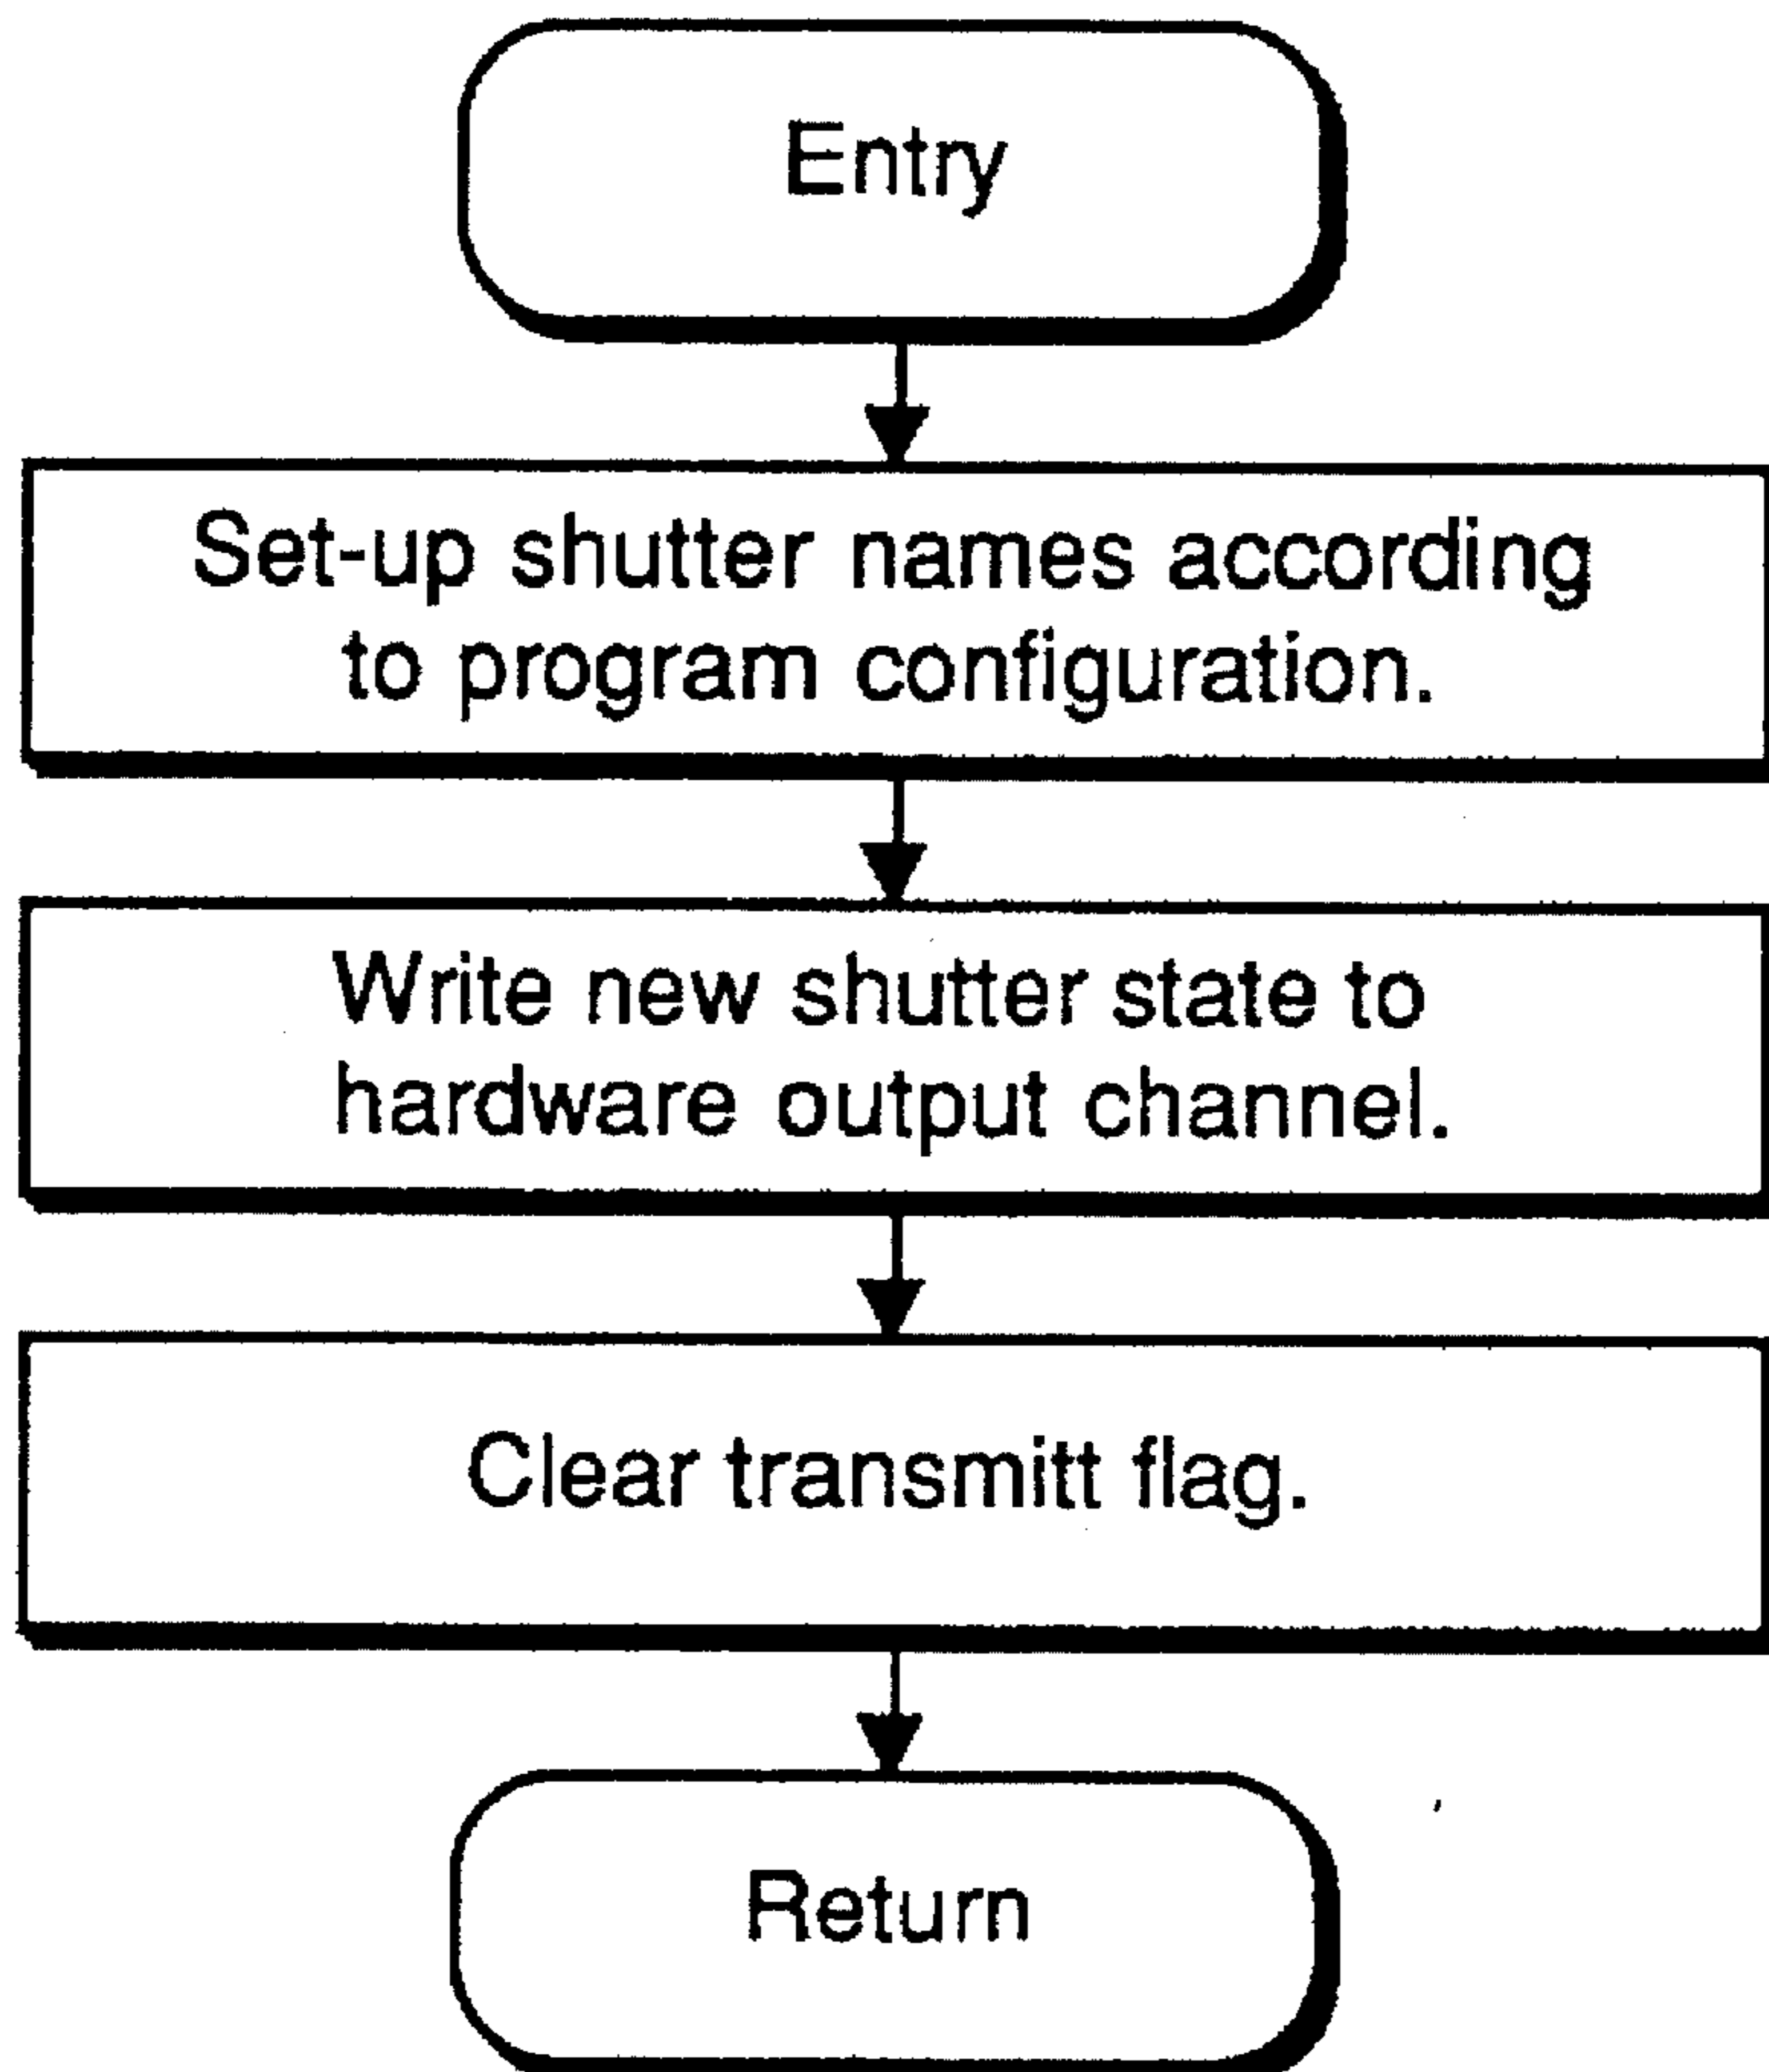 Entry
Set-up shutter names according
to program configuration.
Write new shutter state to
hardware output channel.
Clear transmitt flag.
Return